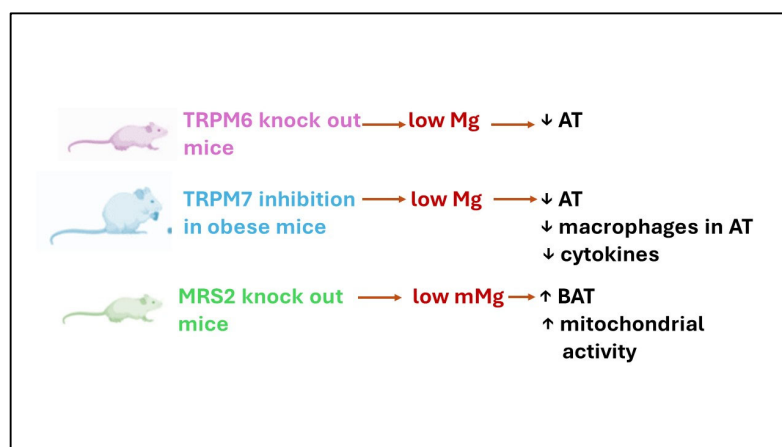 TRPM6 knock out mice → low Mg → ↓ AT
TRPM7 inhibition in obese mice → low Mg → ↓ AT
↓ macrophages in AT
↓ cytokines
MRS2 knock out mice → low mMg → ↑ BAT
↑ mitochondrial
activity